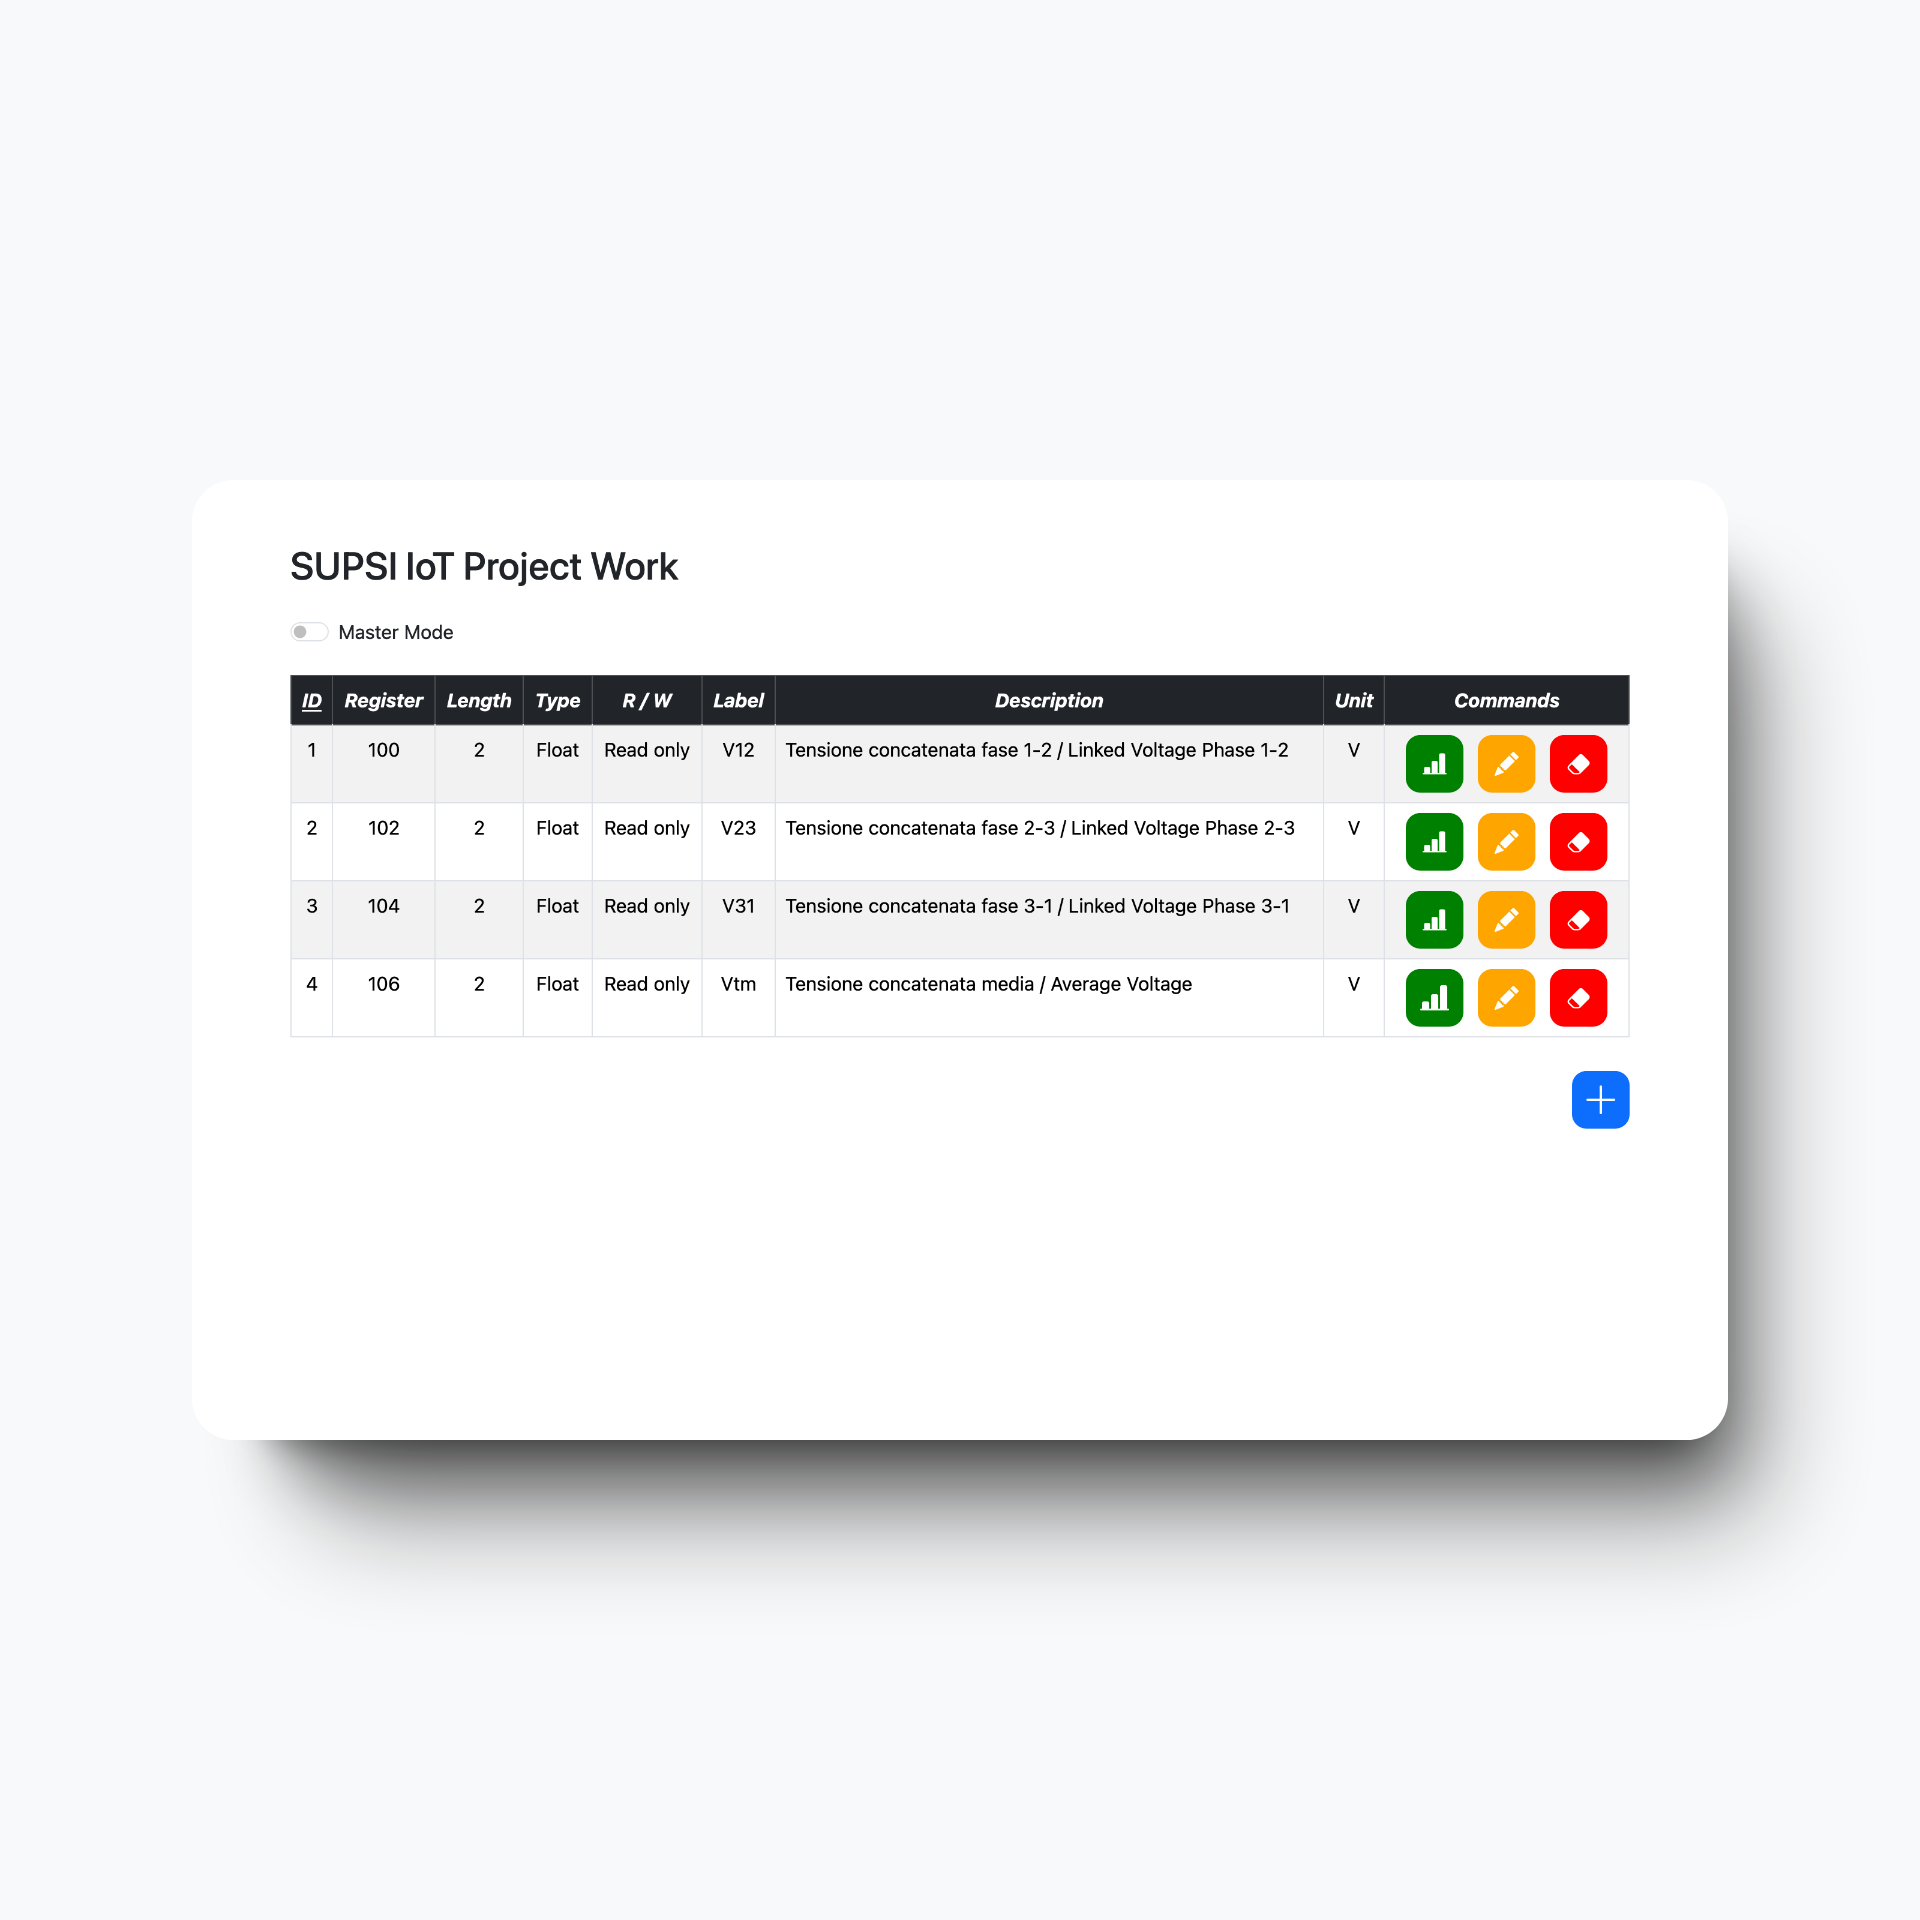 SUPSI IoT Project Work
Master Mode
ID Register Length Type R / W Label Description Unit Commands
1 100 2 Float Read only V12 Tensione concatenata fase 1-2 / Linked Voltage Phase 1-2 V
2 102 2 Float Read only V23 Tensione concatenata fase 2-3 / Linked Voltage Phase 2-3 V
3 104 2 Float Read only V31 Tensione concatenata fase 3-1 / Linked Voltage Phase 3-1 V
4 106 2 Float Read only Vtm Tensione concatenata media / Average Voltage V